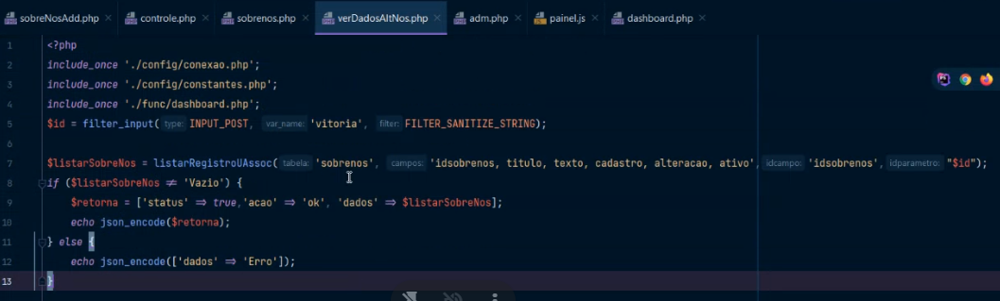 sobreNosAdd.php × controle.php × sobrenos.php × verDadosAltNos.php × adm.php × painel.js × dashboard.php ×
1 <?php
2 include_once './config/conexao.php';
3 include_once './config/constantes.php';
4 include_once './func/dashboard.php';
5 $id = filter_input( type: INPUT_POST, var_name: 'vitoria', filter: FILTER_SANITIZE_STRING);
6
7 $listarSobreNos = listarRegistroUAssoc( tabela: 'sobrenos', campos: 'idsobrenos, titulo, texto, cadastro, alteracao, ativo', idcampo: 'idsobrenos', idparametro: "$id");
8 if ($listarSobreNos ≠ 'Vazio') {
9 $retorna = ['status' ⇒ true,'acao' ⇒ 'ok', 'dados' ⇒ $listarSobreNos];
10 echo json_encode($retorna);
11 } else {
12 echo json_encode(['dados' ⇒ 'Erro']);
13 }